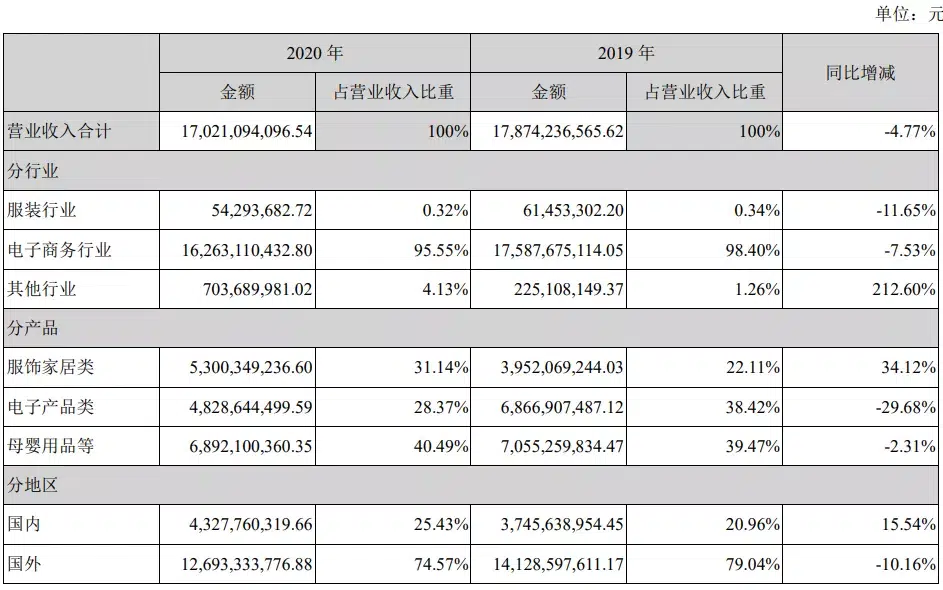 单位：元
2020 年 2019 年 同比增减
金额 占营业收入比重 金额 占营业收入比重
营业收入合计 17,021,094,096.54 100% 17,874,236,565.62 100% -4.77%
分行业
服装行业 54,293,682.72 0.32% 61,453,302.20 0.34% -11.65%
电子商务行业 16,263,110,432.80 95.55% 17,587,675,114.05 98.40% -7.53%
其他行业 703,689,981.02 4.13% 225,108,149.37 1.26% 212.60%
分产品
服饰家居类 5,300,349,236.60 31.14% 3,952,069,244.03 22.11% 34.12%
电子产品类 4,828,644,499.59 28.37% 6,866,907,487.12 38.42% -29.68%
母婴用品等 6,892,100,360.35 40.49% 7,055,259,834.47 39.47% -2.31%
分地区
国内 4,327,760,319.66 25.43% 3,745,638,954.45 20.96% 15.54%
国外 12,693,333,776.88 74.57% 14,128,597,611.17 79.04% -10.16%